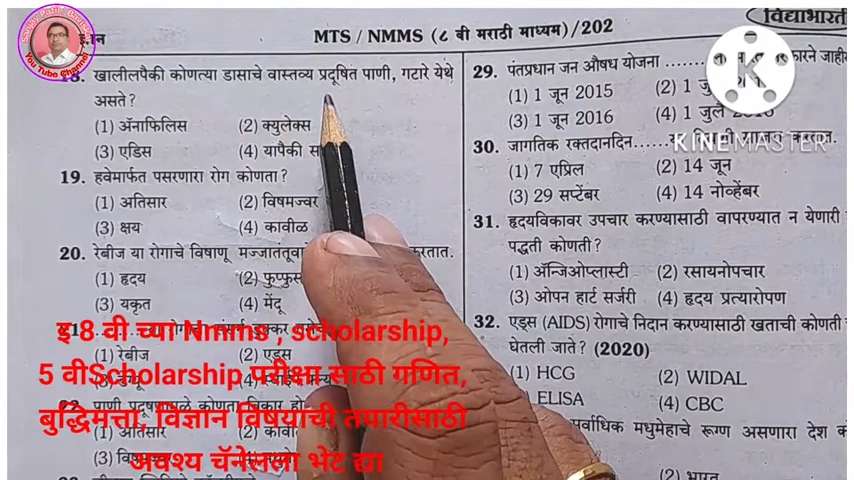 You Tube Channel
MTS / NMMS (८ वी मराठी माध्यम)/202
विद्याभारती
खालीलपैकी कोणत्या डासाचे वास्तव्य प्रदूषित पाणी, गटारे येथे
असते?
(1) ॲनाफिलिस (2) क्युलेक्स
(3) एडिस (4) यापैकी
19. हवेमार्फत पसरणारा रोग कोणता?
(1) अतिसार (2) विषमज्वर
(3) क्षय (4) कावीळ
20. रेबीज या रोगाचे विषाणू मज्जातंतूवा
(1) हृदय (2) फुप्फुस
(3) यकृत (4) मेंदू
(1) रेबीज (2) एड्स
22. पाणी
(1) अतिसार
29. पंतप्रधान जन औषध योजना ........
(1) 1 जून 2015 (2) 1
(3) 1 जून 2016 (4) 1 जुलै
30. जागतिक रक्तदानदिन......
(1) 7 एप्रिल (2) 14 जून
(3) 29 सप्टेंबर (4) 14 नोव्हेंबर
31. हृदयविकावर उपचार करण्यासाठी वापरण्यात न येणारी
पद्धती कोणती?
(1) ॲन्जिओप्लास्टी (2) रसायनोपचार
(3) ओपन हार्ट सर्जरी (4) हृदय प्रत्यारोपण
32. एड्स (AIDS) रोगाचे निदान करण्यासाठी खताची कोणती
घेतली जाते? (2020)
(1) HCG (2) WIDAL
ELISA (4) CBC
सर्वाधिक मधुमेहाचे रूग्ण असणारा देश
(2) भारत
K
KINEMASTER
इ 8 वी च्या Nmms , scholarship,
5 वीScholarship परीक्षा साठी गणित,
बुद्धिमत्ता, विज्ञान विषयाची तयारीसाठी
अवश्य चॅनेलला भेट द्या